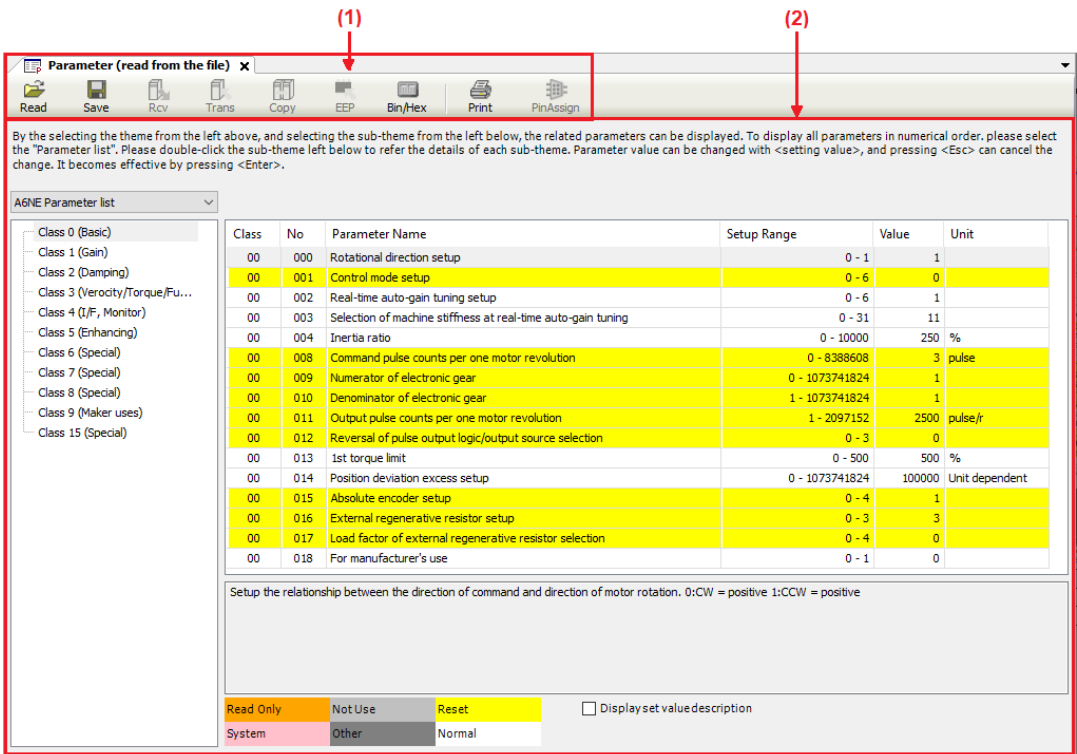 (1) (2)
Parameter (read from the file) x
Read Save Rcv Trans Copy EEP Bin/Hex Print PinAssign
By the selecting the theme from the left above, and selecting the sub-theme from the left below, the related parameters can be displayed. To display all parameters in numerical order. please select
the "Parameter list". Please double-click the sub-theme left below to refer the details of each sub-theme. Parameter value can be changed with <setting value>, and pressing <Esc> can cancel the
change. It becomes effective by pressing <Enter>.
A6NE Parameter list
Class 0 (Basic)
Class 1 (Gain)
Class 2 (Damping)
Class 3 (Verocity/Torque/Fu...
Class 4 (I/F, Monitor)
Class 5 (Enhancing)
Class 6 (Special)
Class 7 (Special)
Class 8 (Special)
Class 9 (Maker uses)
Class 15 (Special)
Class No Parameter Name Setup Range Value Unit
00 000 Rotational direction setup 0 - 1 1
00 001 Control mode setup 0 - 6 0
00 002 Real-time auto-gain tuning setup 0 - 6 1
00 003 Selection of machine stiffness at real-time auto-gain tuning 0 - 31 11
00 004 Inertia ratio 0 - 10000 250 %
00 008 Command pulse counts per one motor revolution 0 - 8388608 3 pulse
00 009 Numerator of electronic gear 0 - 1073741824 1
00 010 Denominator of electronic gear 1 - 1073741824 1
00 011 Output pulse counts per one motor revolution 1 - 2097152 2500 pulse/r
00 012 Reversal of pulse output logic/output source selection 0 - 3 0
00 013 1st torque limit 0 - 500 500 %
00 014 Position deviation excess setup 0 - 1073741824 100000 Unit dependent
00 015 Absolute encoder setup 0 - 4 1
00 016 External regenerative resistor setup 0 - 3 3
00 017 Load factor of external regenerative resistor selection 0 - 4 0
00 018 For manufacturer's use 0 - 1 0
Setup the relationship between the direction of command and direction of motor rotation. 0:CW = positive 1:CCW = positive
Read Only Not Use Reset Display set value description
System Other Normal